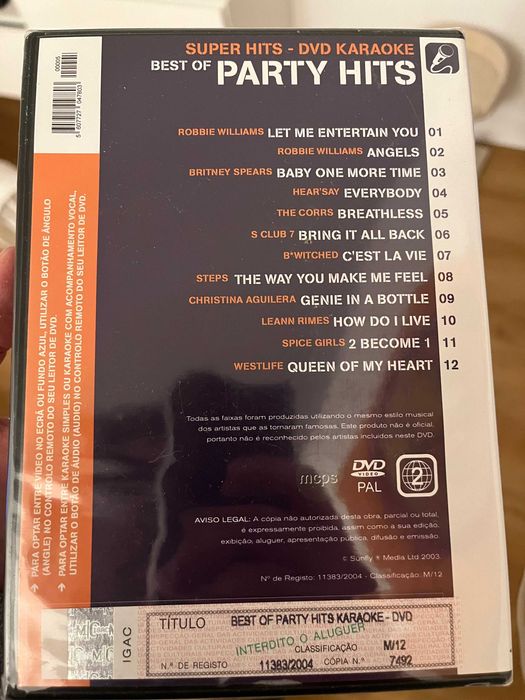 SUPER HITS - DVD KARAOKE
BEST OF PARTY HITS
ROBBIE WILLIAMS LET ME ENTERTAIN YOU 01
ROBBIE WILLIAMS ANGELS 02
BRITNEY SPEARS BABY ONE MORE TIME 03
HEAR'SAY EVERYBODY 04
THE CORRS BREATHLESS 05
S CLUB 7 BRING IT ALL BACK 06
B*WITCHED C'EST LA VIE 07
STEPS THE WAY YOU MAKE ME FEEL 08
CHRISTINA AGUILERA GENIE IN A BOTTLE 09
LEANN RIMES HOW DO I LIVE 10
SPICE GIRLS 2 BECOME 1 11
WESTLIFE QUEEN OF MY HEART 12
Todas as faixas foram produzidas utilizando o mesmo estilo musical
dos artistas que as tornaram famosas. Este produto não é oficial,
portanto não é reconhecido pelos artistas incluídos neste DVD.
mcps
DVD
VIDEO
PAL
2
AVISO LEGAL: A cópia não autorizada desta obra, parcial ou total,
é expressamente proibida, assim como a sua edição,
exibição, aluguer, apresentação pública, difusão e emissão.
© Sunfly ☀ Media Ltd 2003.
Nº de Registo: 11383/2004 - Classificação: M/12
00005
5 607727 047803
➔ PARA OPTAR ENTRE VÍDEO NO ECRÃ OU FUNDO AZUL, UTILIZAR O BOTÃO DE ÂNGULO
(ANGLE) NO CONTROLO REMOTO DO SEU LEITOR DE DVD.
➔ PARA OPTAR ENTRE KARAOKE SIMPLES OU KARAOKE COM ACOMPANHAMENTO VOCAL,
UTILIZAR O BOTÃO DE ÁUDIO (AUDIO) NO CONTROLO REMOTO DO SEU LEITOR DE DVD.
IGAC
TÍTULO BEST OF PARTY HITS KARAOKE - DVD
INTERDITO O ALUGUER
CLASSIFICAÇÃO M/12
N.º DE REGISTO 11383/2004 CÓPIA N.º 7492